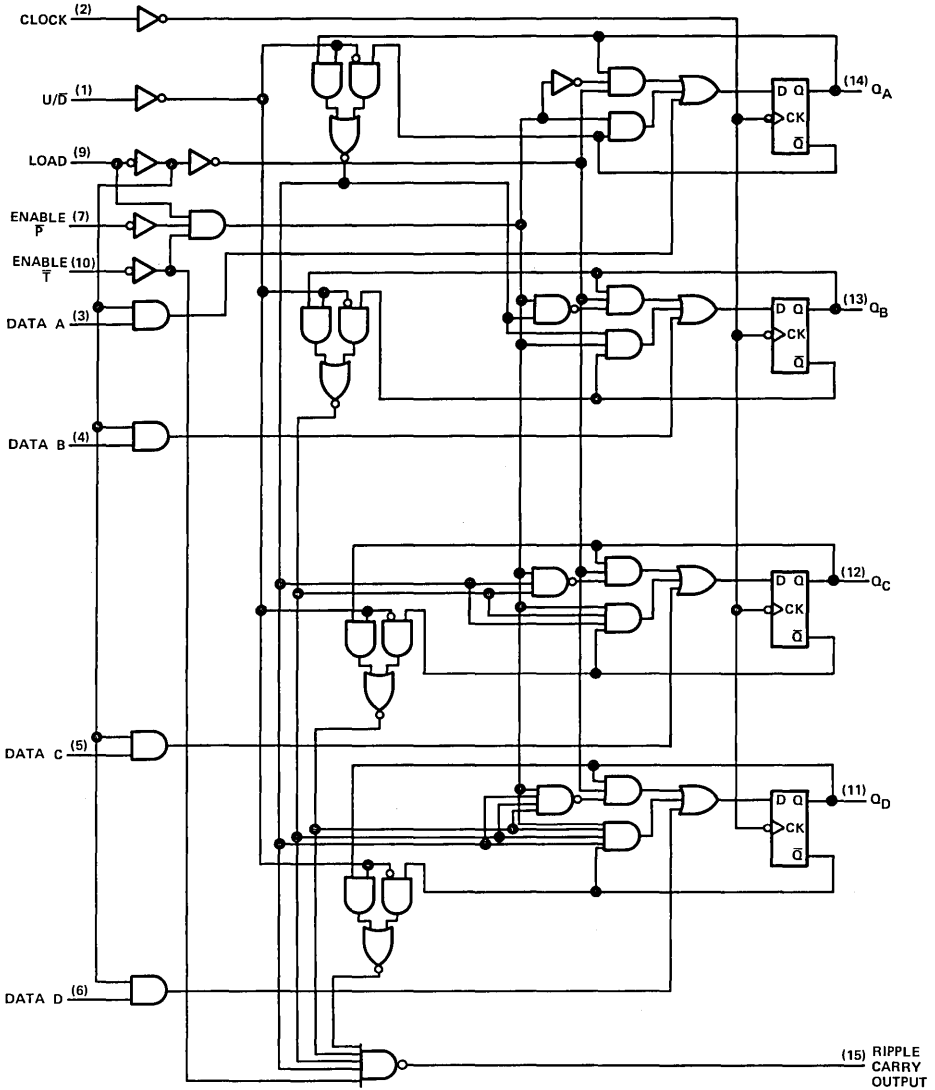 CLOCK (2)
U/D̅ (1)
LOAD (9)
ENABLE (7)
P̅
ENABLE (10)
T̅
DATA A (3)
DATA B (4)
DATA C (5)
DATA D (6)
D Q
CK
Q̅
(14) QA
D Q
CK
Q̅
(13) QB
D Q
CK
Q̅
(12) QC
D Q
CK
Q̅
(11) QD
(15) RIPPLE
CARRY
OUTPUT